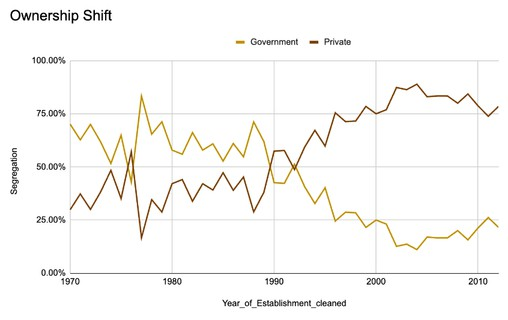 Ownership Shift
Government Private
100.00%
75.00%
50.00%
25.00%
0.00%
Segregation
1970 1980 1990 2000 2010
Year_of_Establishment_cleaned